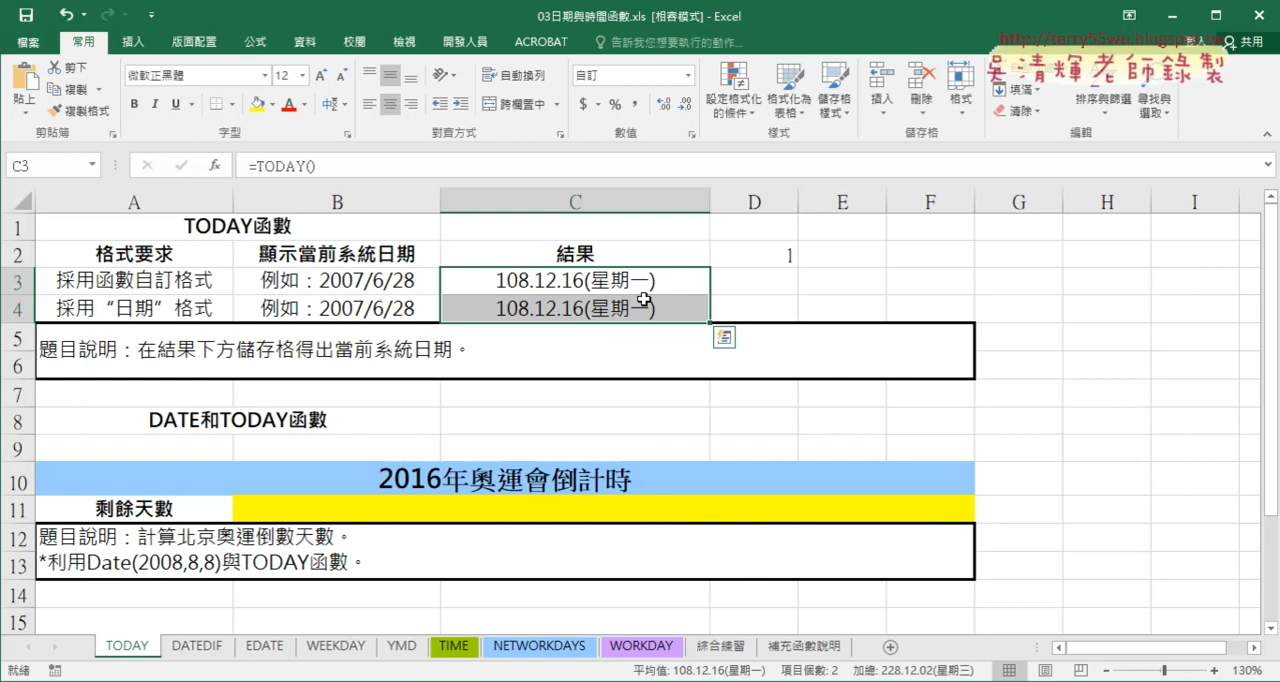 03日期與時間函數.xls [相容模式] - Excel
檔案 常用 插入 版面配置 公式 資料 校閱 檢視 開發人員 ACROBAT 告訴我您想要執行的動作... 共用
http://terry55wu.blogspot.tw
吳清輝老師錄製
貼上 剪下 複製 複製格式 剪貼簿
微軟正黑體 12 B I U 字型
自動換列 跨欄置中 對齊方式
自訂 $ % , 數值
設定格式化的條件 格式化為表格 儲存格樣式 樣式
插入 刪除 格式 儲存格
填滿 清除 排序與篩選 尋找與選取 編輯
C3 fx =TODAY()
A B C D E F G H I
1 TODAY函數
2 格式要求 顯示當前系統日期 結果 1
3 採用函數自訂格式 例如：2007/6/28 108.12.16(星期一)
4 採用“日期”格式 例如：2007/6/28 108.12.16(星期一)
5 題目說明：在結果下方儲存格得出當前系統日期。
6
7
8 DATE和TODAY函數
9
10 2016年奧運會倒計時
11 剩餘天數
12 題目說明：計算北京奧運倒數天數。
13 *利用Date(2008,8,8)與TODAY函數。
14
15
TODAY DATEDIF EDATE WEEKDAY YMD TIME NETWORKDAYS WORKDAY 綜合練習 補充函數說明
就緒 平均值: 108.12.16(星期一) 項目個數: 2 加總: 228.12.02(星期三) 130%